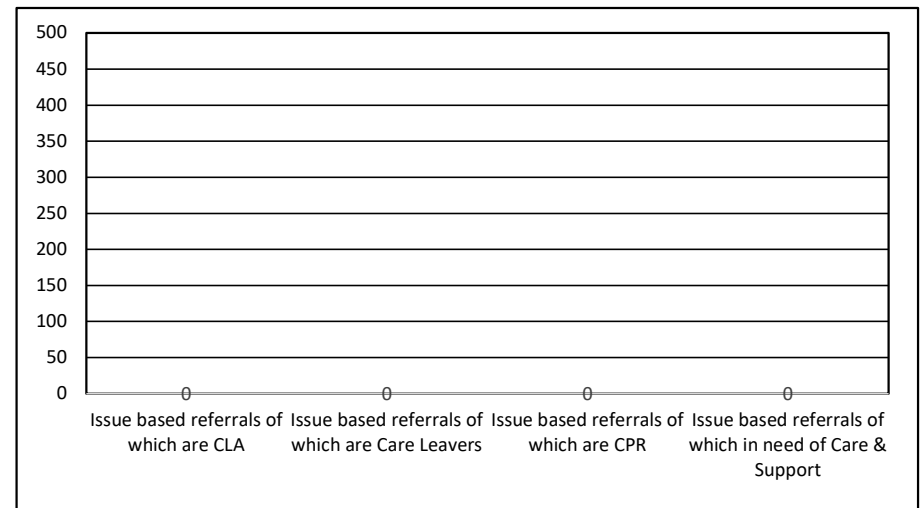 500
450
400
350
300
250
200
150
100
50
0
0 0 0 0
Issue based referrals of which are CLA
Issue based referrals of which are Care Leavers
Issue based referrals of which are CPR
Issue based referrals of which in need of Care & Support